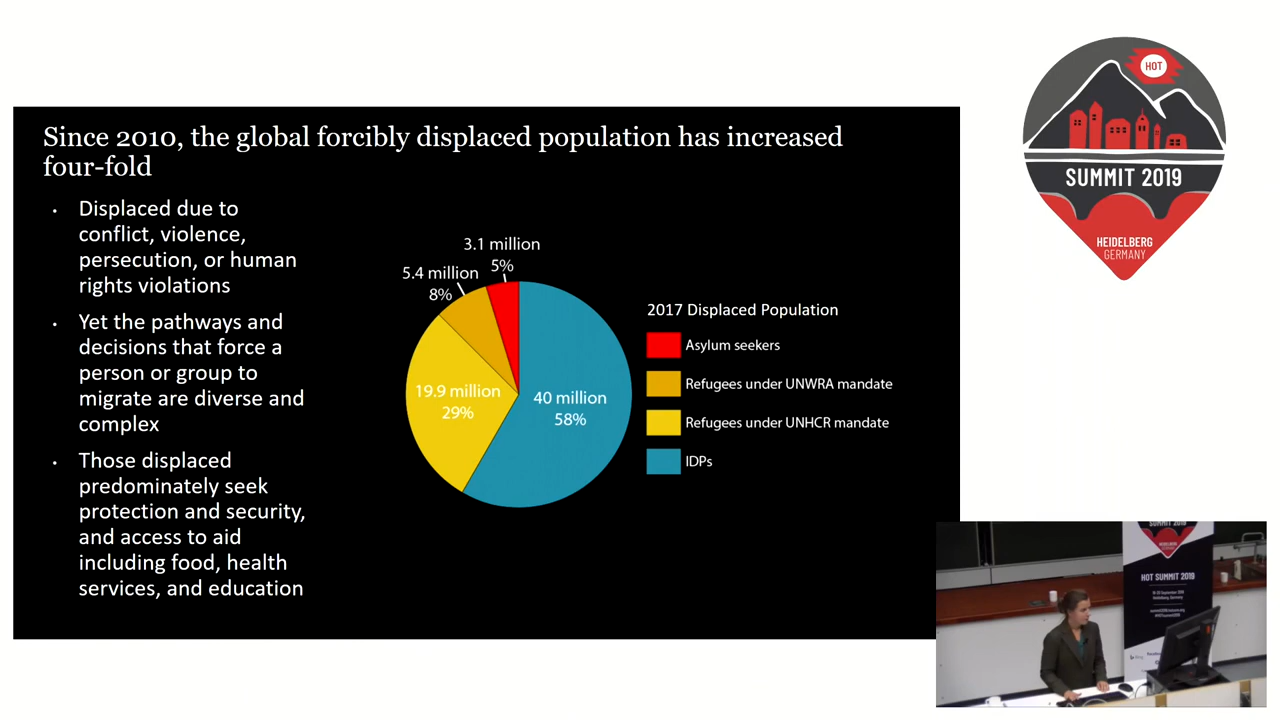 Since 2010, the global forcibly displaced population has increased
four-fold
• Displaced due to
conflict, violence,
persecution, or human
rights violations
• Yet the pathways and
decisions that force a
person or group to
migrate are diverse and
complex
• Those displaced
predominately seek
protection and security,
and access to aid
including food, health
services, and education
3.1 million
5%
5.4 million
8%
19.9 million
29%
40 million
58%
2017 Displaced Population
Asylum seekers
Refugees under UNWRA mandate
Refugees under UNHCR mandate
IDPs
HOT
SUMMIT 2019
HEIDELBERG
GERMANY
SUMMIT 2019
HEIDELBERG
HOT SUMMIT 2019